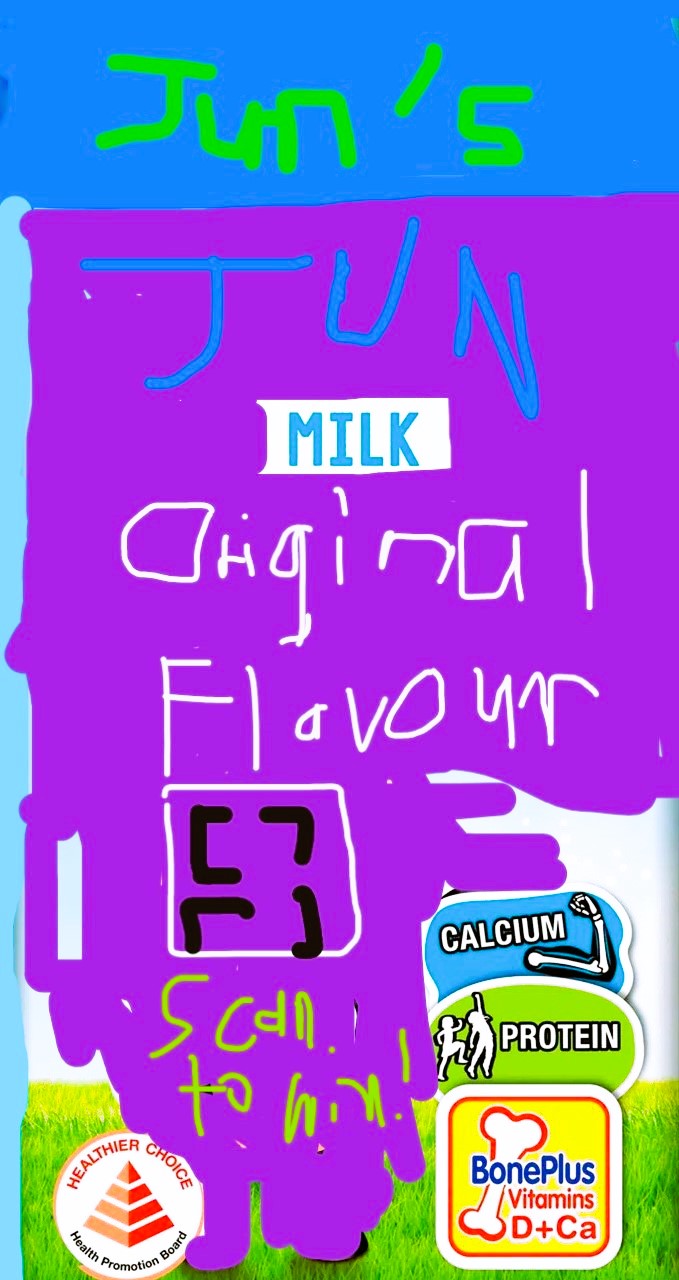 Jun's
JUN
MILK
Original
Flavour
CALCIUM
Scan
to win!
PROTEIN
HEALTHIER CHOICE
Health Promotion Board
BonePlus
Vitamins
D+Ca